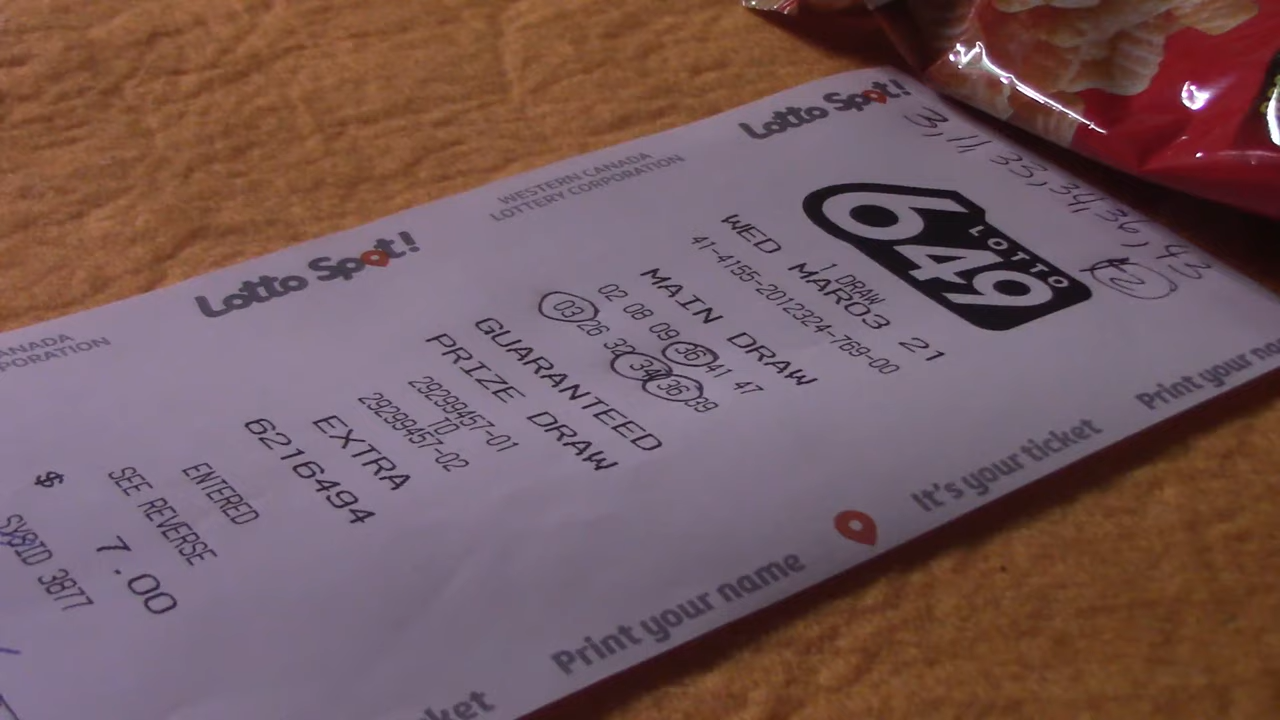 Lotto Spot!
3, 11, 33, 34, 36, 43
WESTERN CANADA
LOTTERY CORPORATION
LOTTO
649
1 DRAW
WED MAR03 21
41-4155-2012324-769-00
MAIN DRAW
02 08 09 36 41 47
03 26 32 34 36 39
GUARANTEED
PRIZE DRAW
29299457-01
TO
29299457-02
EXTRA
6216494
ENTERED
SEE REVERSE
$ 7.00
3877
Lotto Spot!
ANADA
PORATION
Print your na
It's your ticket
Print your name
ket